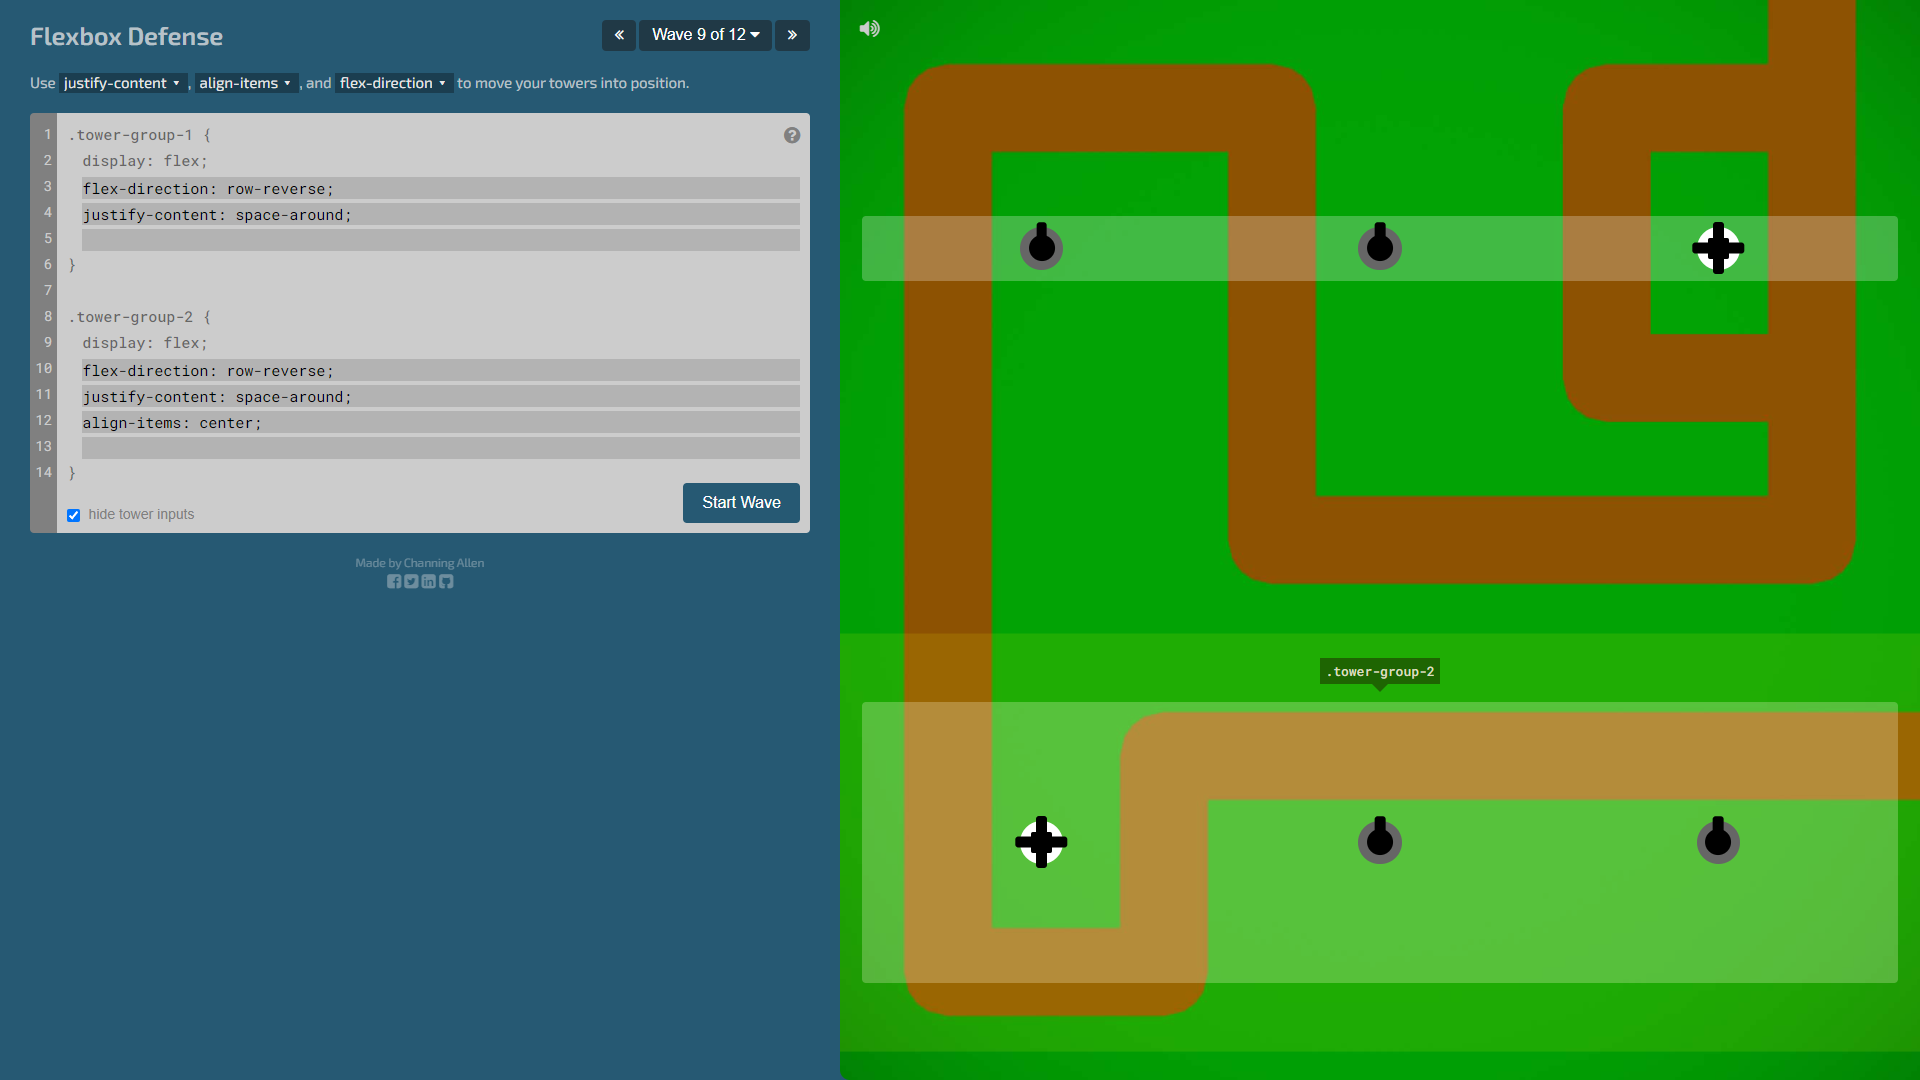 Flexbox Defense
« Wave 9 of 12 »
Use justify-content , align-items , and flex-direction to move your towers into position.
1 .tower-group-1 {
2 display: flex;
3 flex-direction: row-reverse;
4 justify-content: space-around;
5
6 }
7
8 .tower-group-2 {
9 display: flex;
10 flex-direction: row-reverse;
11 justify-content: space-around;
12 align-items: center;
13
14 }
hide tower inputs
Start Wave
Made by Channing Allen
.tower-group-2